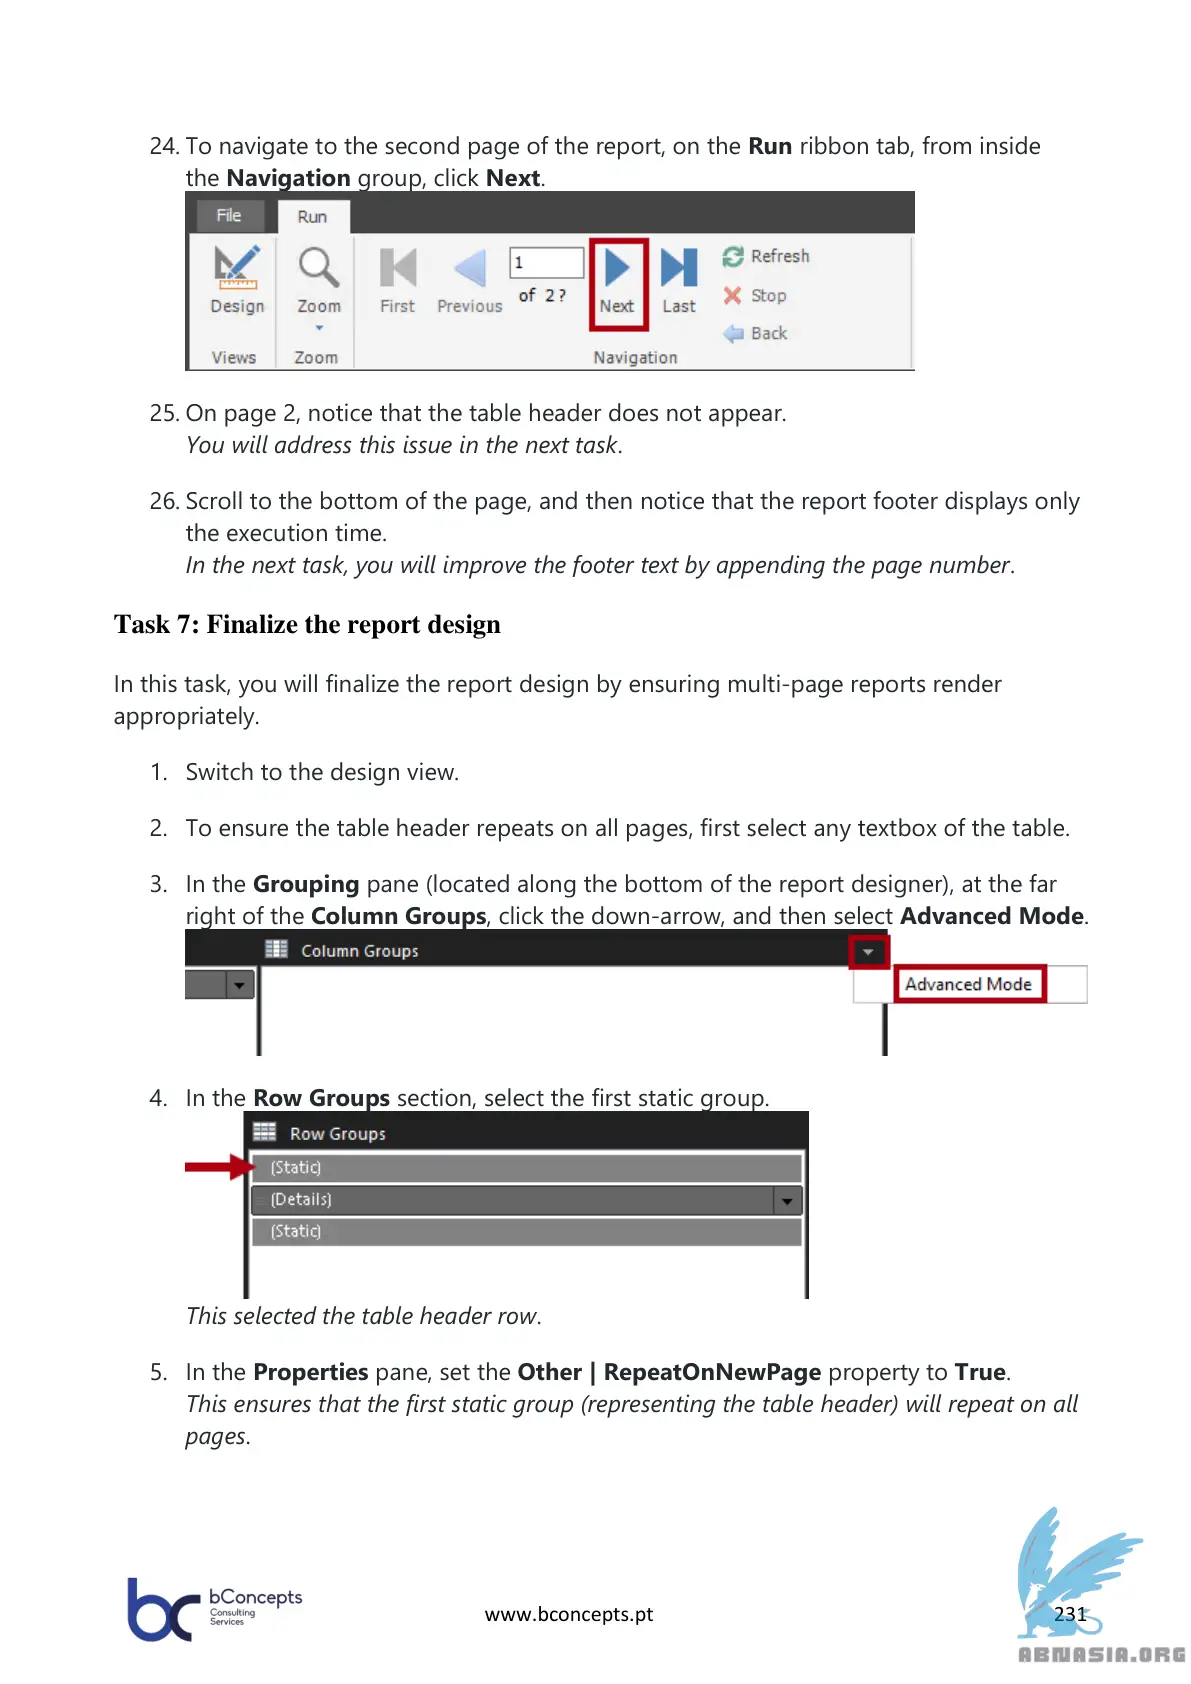 24. To navigate to the second page of the report, on the Run ribbon tab, from inside
the Navigation group, click Next.
File Run
Design
Views
Zoom
Zoom
First
Previous
1
of 2?
Next
Last
Refresh
Stop
Back
Navigation
25. On page 2, notice that the table header does not appear.
You will address this issue in the next task.
26. Scroll to the bottom of the page, and then notice that the report footer displays only
the execution time.
In the next task, you will improve the footer text by appending the page number.
Task 7: Finalize the report design
In this task, you will finalize the report design by ensuring multi-page reports render
appropriately.
1. Switch to the design view.
2. To ensure the table header repeats on all pages, first select any textbox of the table.
3. In the Grouping pane (located along the bottom of the report designer), at the far
right of the Column Groups, click the down-arrow, and then select Advanced Mode.
Column Groups
Advanced Mode
4. In the Row Groups section, select the first static group.
Row Groups
(Static)
(Details)
(Static)
This selected the table header row.
5. In the Properties pane, set the Other | RepeatOnNewPage property to True.
This ensures that the first static group (representing the table header) will repeat on all
pages.
bc bConcepts
Consulting
Services
www.bconcepts.pt
231
ABNASIA.ORG